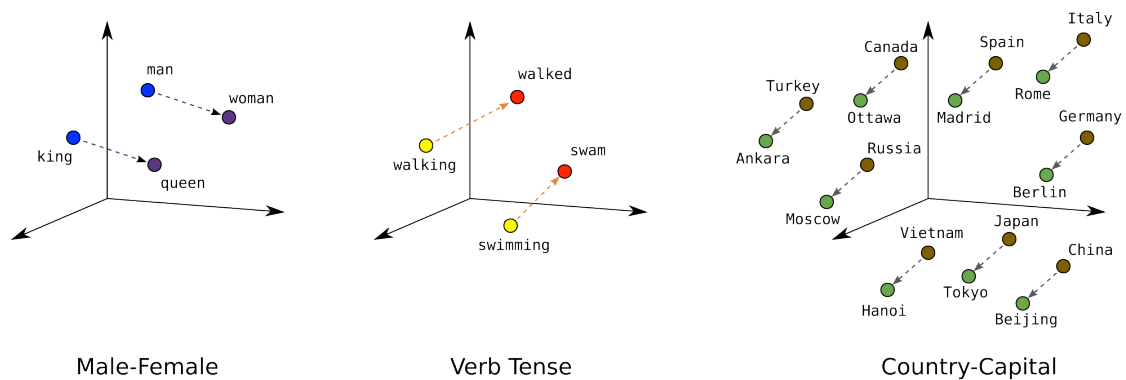 man
woman
king
queen
Male-Female
walked
walking
swam
swimming
Verb Tense
Italy
Spain
Canada
Rome
Turkey
Ottawa
Madrid
Germany
Ankara
Russia
Berlin
Moscow
Japan
Vietnam
China
Tokyo
Hanoi
Beijing
Country-Capital